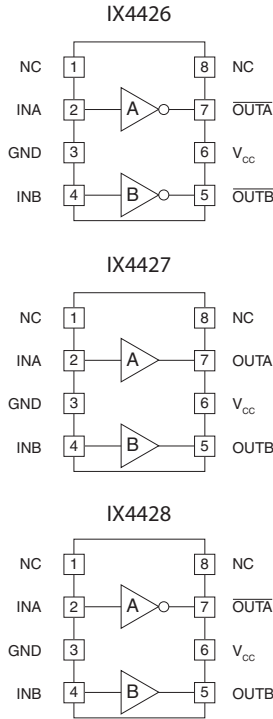 IX4426
NC 1 8 NC
INA 2 A 7 OUTA
GND 3 6 VCC
INB 4 B 5 OUTB
IX4427
NC 1 8 NC
INA 2 A 7 OUTA
GND 3 6 VCC
INB 4 B 5 OUTB
IX4428
NC 1 8 NC
INA 2 A 7 OUTA
GND 3 6 VCC
INB 4 B 5 OUTB